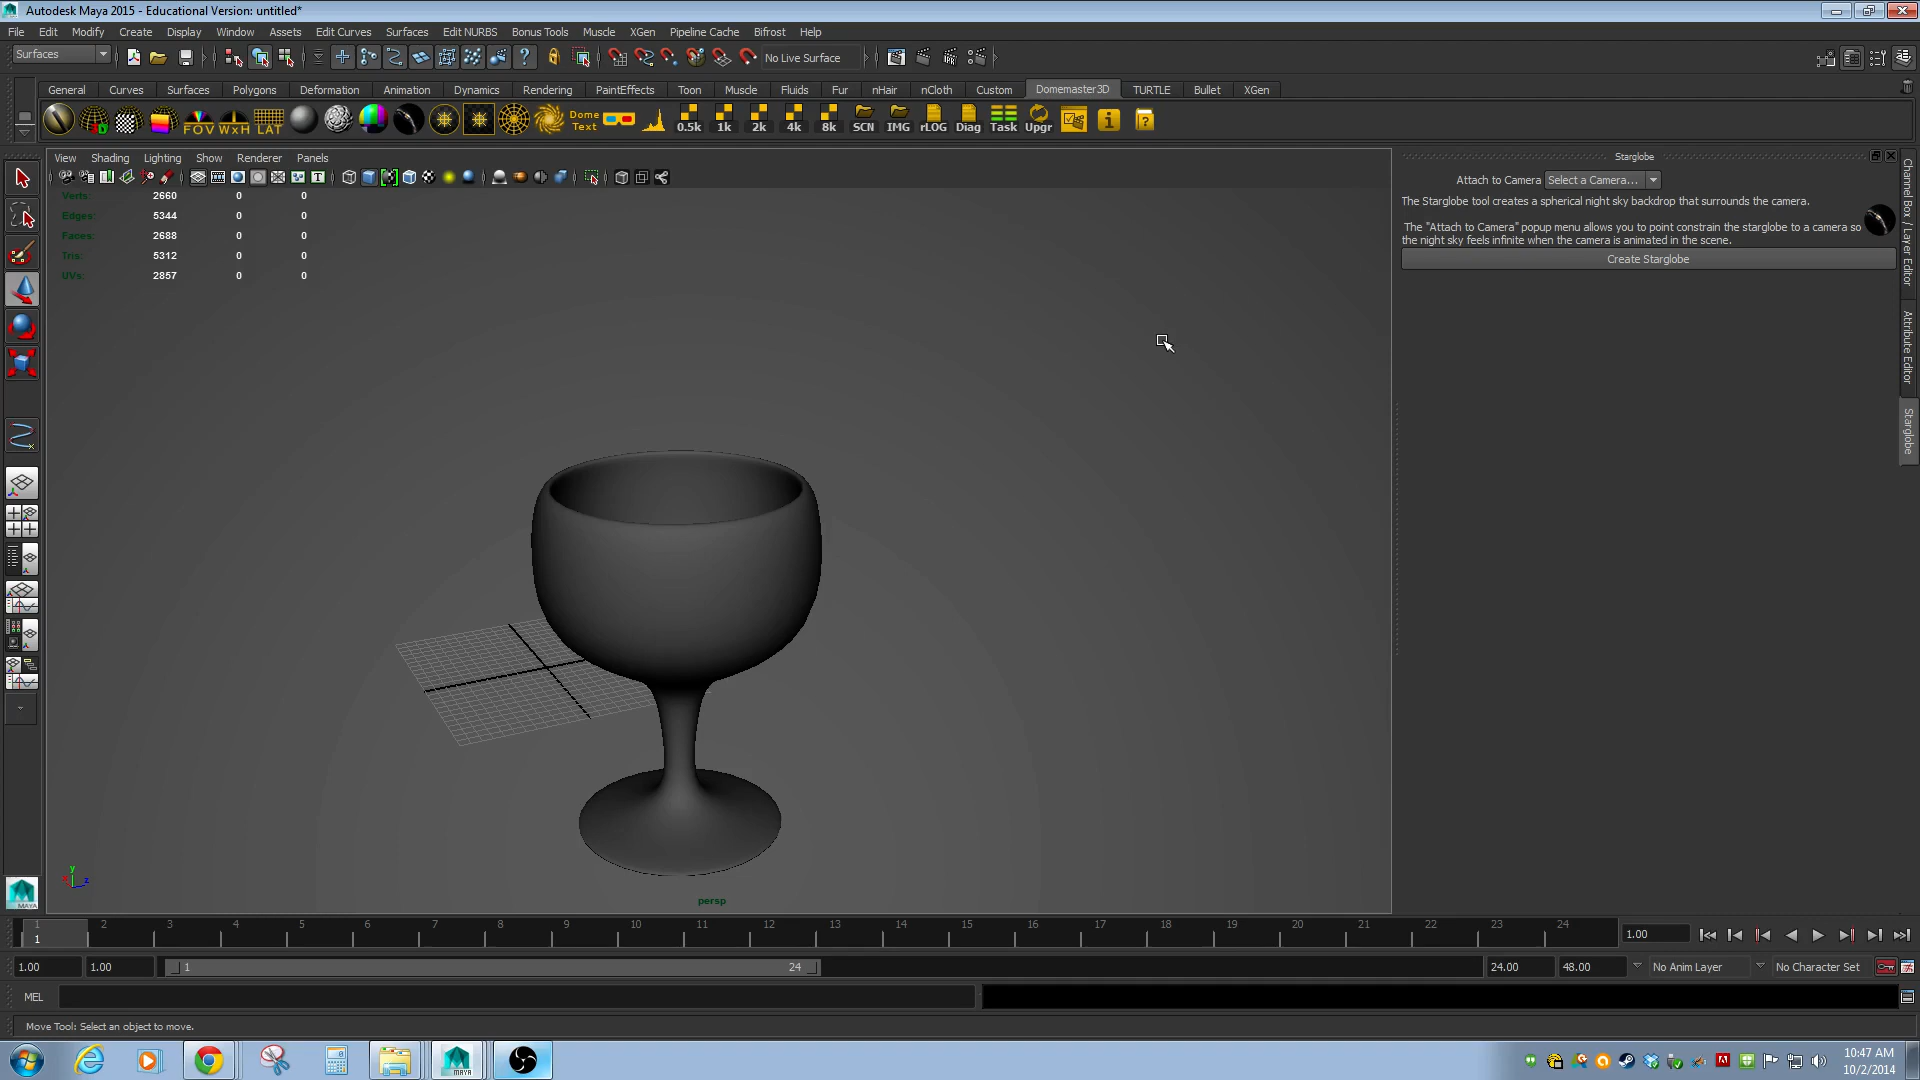 Autodesk Maya 2015 - Educational Version: untitled*
File Edit Modify Create Display Window Assets Edit Curves Surfaces Edit NURBS Bonus Tools Muscle XGen Pipeline Cache Bifrost Help
Surfaces No Live Surface
General Curves Surfaces Polygons Deformation Animation Dynamics Rendering PaintEffects Toon Muscle Fluids Fur nHair nCloth Custom Domemaster3D TURTLE Bullet XGen
3D FOV WxH LAT Dome Text 0.5k 1k 2k 4k 8k SCN IMG rLOG Diag Task Upgr
View Shading Lighting Show Renderer Panels
Verts: 2660 0 0
Edges: 5344 0 0
Faces: 2688 0 0
Tris: 5312 0 0
UVs: 2857 0 0
y
x z
persp
Starglobe
Attach to Camera Select a Camera...
The Starglobe tool creates a spherical night sky backdrop that surrounds the camera.
The "Attach to Camera" popup menu allows you to point constrain the starglobe to a camera so
the night sky feels infinite when the camera is animated in the scene.
Create Starglobe
Channel Box / Layer Editor
Attribute Editor
Starglobe
MAYA
1 2 3 4 5 6 7 8 9 10 11 12 13 14 15 16 17 18 19 20 21 22 23 24
1
1.00
1.00 1.00 1 24 24.00 48.00 No Anim Layer No Character Set
MEL
Move Tool: Select an object to move.
MAYA
10:47 AM
10/2/2014